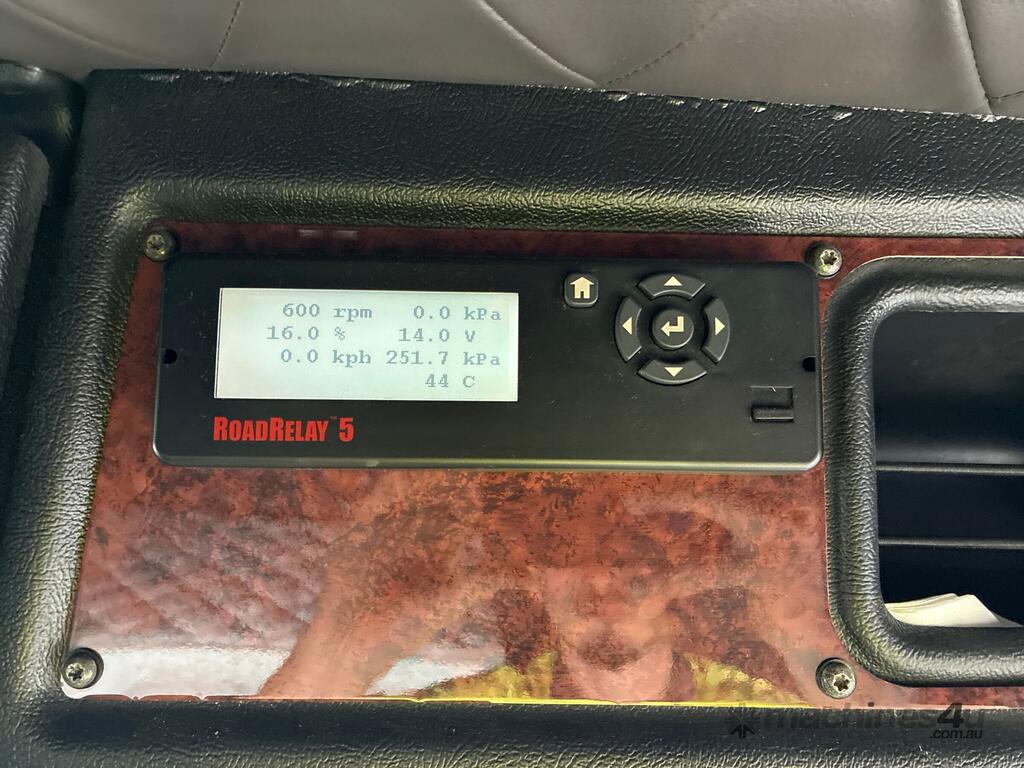 600 rpm 0.0 kPa
16.0 % 14.0 V
0.0 kph 251.7 kPa
44 C
ROADRELAY™ 5
machines4u
.com.au